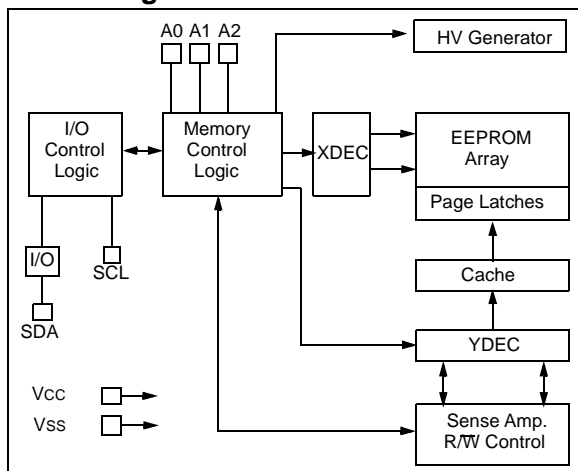 A0 A1 A2
HV Generator
I/O
Control
Logic
Memory
Control
Logic
XDEC
EEPROM
Array
Page Latches
I/O
SCL
SDA
Cache
YDEC
VCC
VSS
Sense Amp.
R/W̅ Control